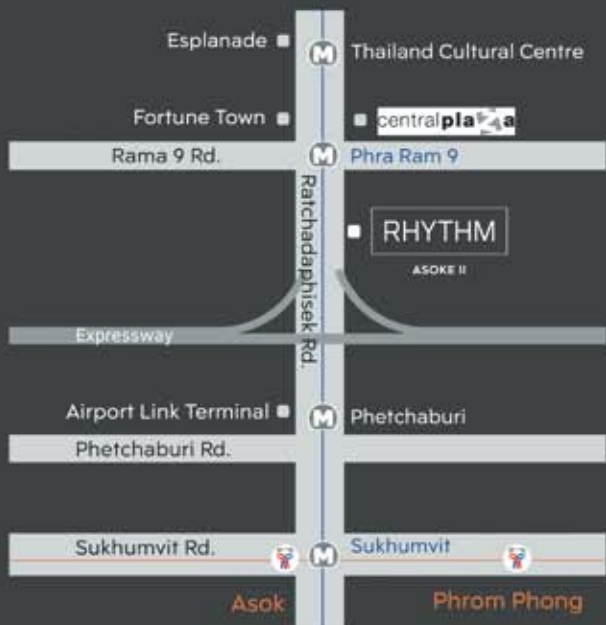 Esplanade
M
Thailand Cultural Centre
Fortune Town
centralplaza
Rama 9 Rd.
M
Phra Ram 9
Ratchadaphisek Rd.
RHYTHM
ASOKE II
Expressway
Airport Link Terminal
M
Phetchaburi
Phetchaburi Rd.
Sukhumvit Rd.
M
Sukhumvit
Asok
Phrom Phong